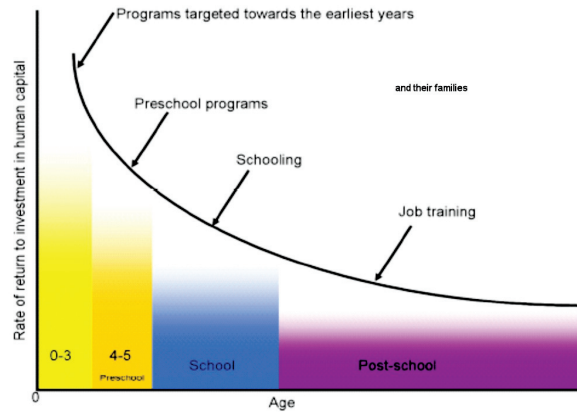 Programs targeted towards the earliest years
and their families
Preschool programs
Schooling
Job training
Rate of return to investment in human capital
0-3
4-5
Preschool
School
Post-school
0
Age